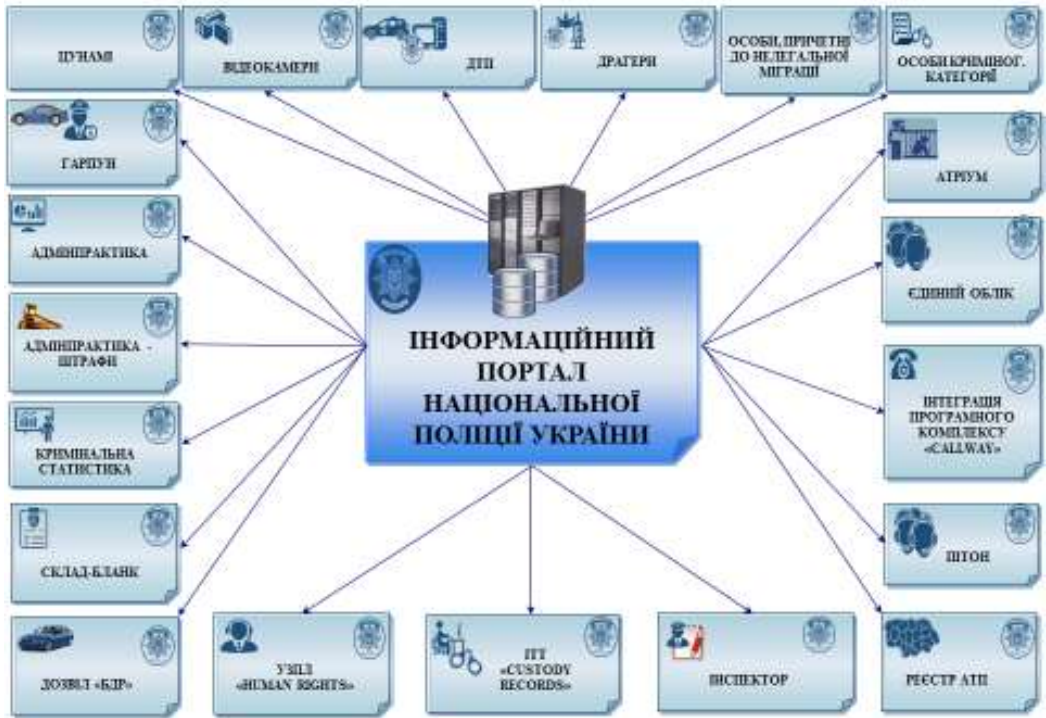 ЦУНАМІ
ВІДЕОКАМЕРИ
ДТП
ДРАГЕРИ
ОСОБИ, ПРИЧЕТНІ
ДО НЕЛЕГАЛЬНОЇ
МІГРАЦІЇ
ОСОБИ КРИМІНОГ.
КАТЕГОРІЇ
ГАРПУН
АТРІУМ
АДМІНПРАКТИКА
ЄДИНИЙ ОБЛІК
АДМІНПРАКТИКА -
ШТРАФИ
ІНФОРМАЦІЙНИЙ
ПОРТАЛ
НАЦІОНАЛЬНОЇ
ПОЛІЦІЇ УКРАЇНИ
ІНТЕГРАЦІЯ
ПРОГРАМНОГО
КОМПЛЕКСУ
«CALLWAY»
КРИМІНАЛЬНА
СТАТИСТИКА
СКЛАД-БЛАНК
ПІТОН
ДОЗВІЛ «БДР»
УЗПЛ
«HUMAN RIGHTS»
ІТТ
«CUSTODY
RECORDS»
ІНСПЕКТОР
РЕЄСТР АТП